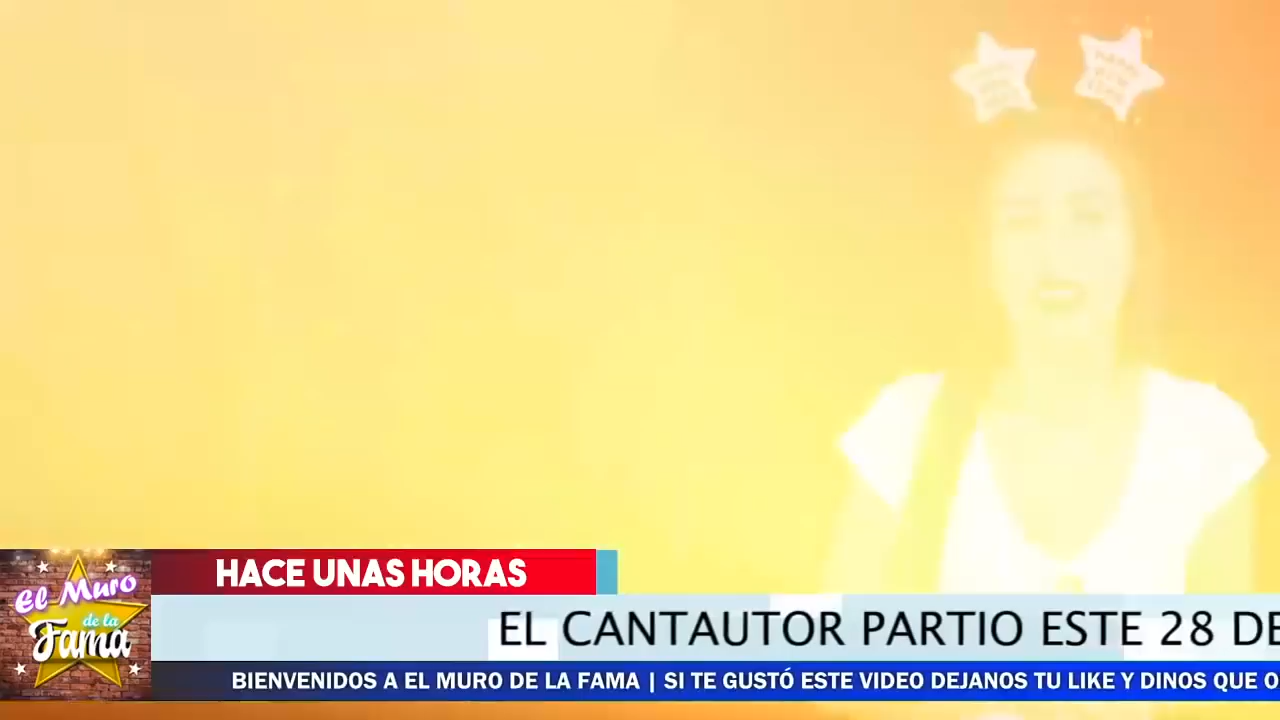 HACE UNAS HORAS
El Muro
de la
Fama
EL CANTAUTOR PARTIO ESTE 28 DE
BIENVENIDOS A EL MURO DE LA FAMA | SI TE GUSTÓ ESTE VIDEO DEJANOS TU LIKE Y DINOS QUE O